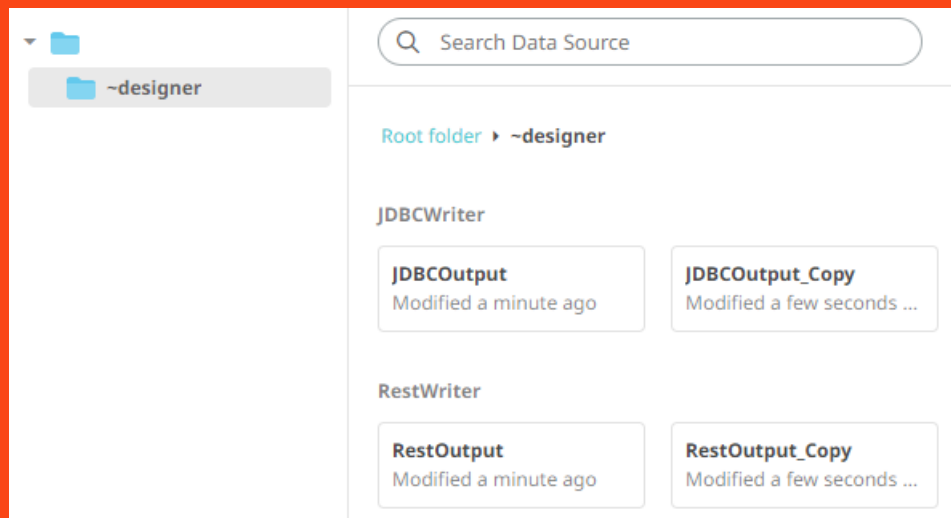 ~designer
Search Data Source
Root folder ~designer
JDBCWriter
JDBCOutput
Modified a minute ago
JDBCOutput_Copy
Modified a few seconds ...
RestWriter
RestOutput
Modified a minute ago
RestOutput_Copy
Modified a few seconds ...